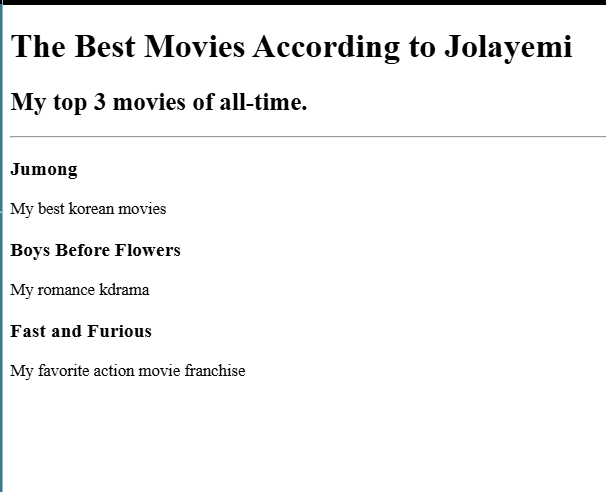 The Best Movies According to Jolayemi
My top 3 movies of all-time.
Jumong
My best korean movies
Boys Before Flowers
My romance kdrama
Fast and Furious
My favorite action movie franchise